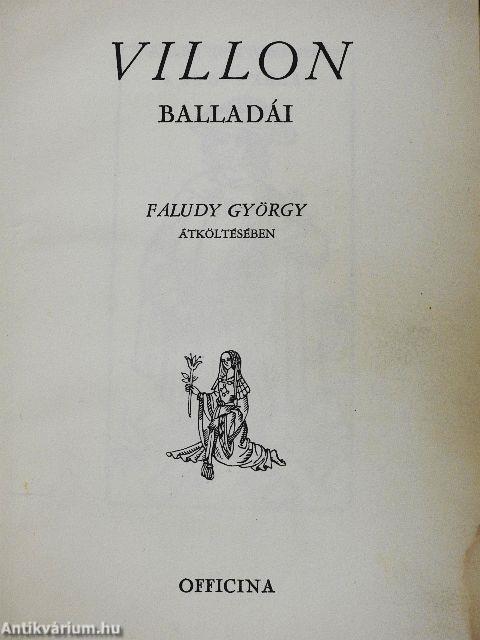 VILLON
BALLADÁI
FALUDY GYÖRGY
ÁTKÖLTÉSÉBEN
OFFICINA
Antikvárium.hu